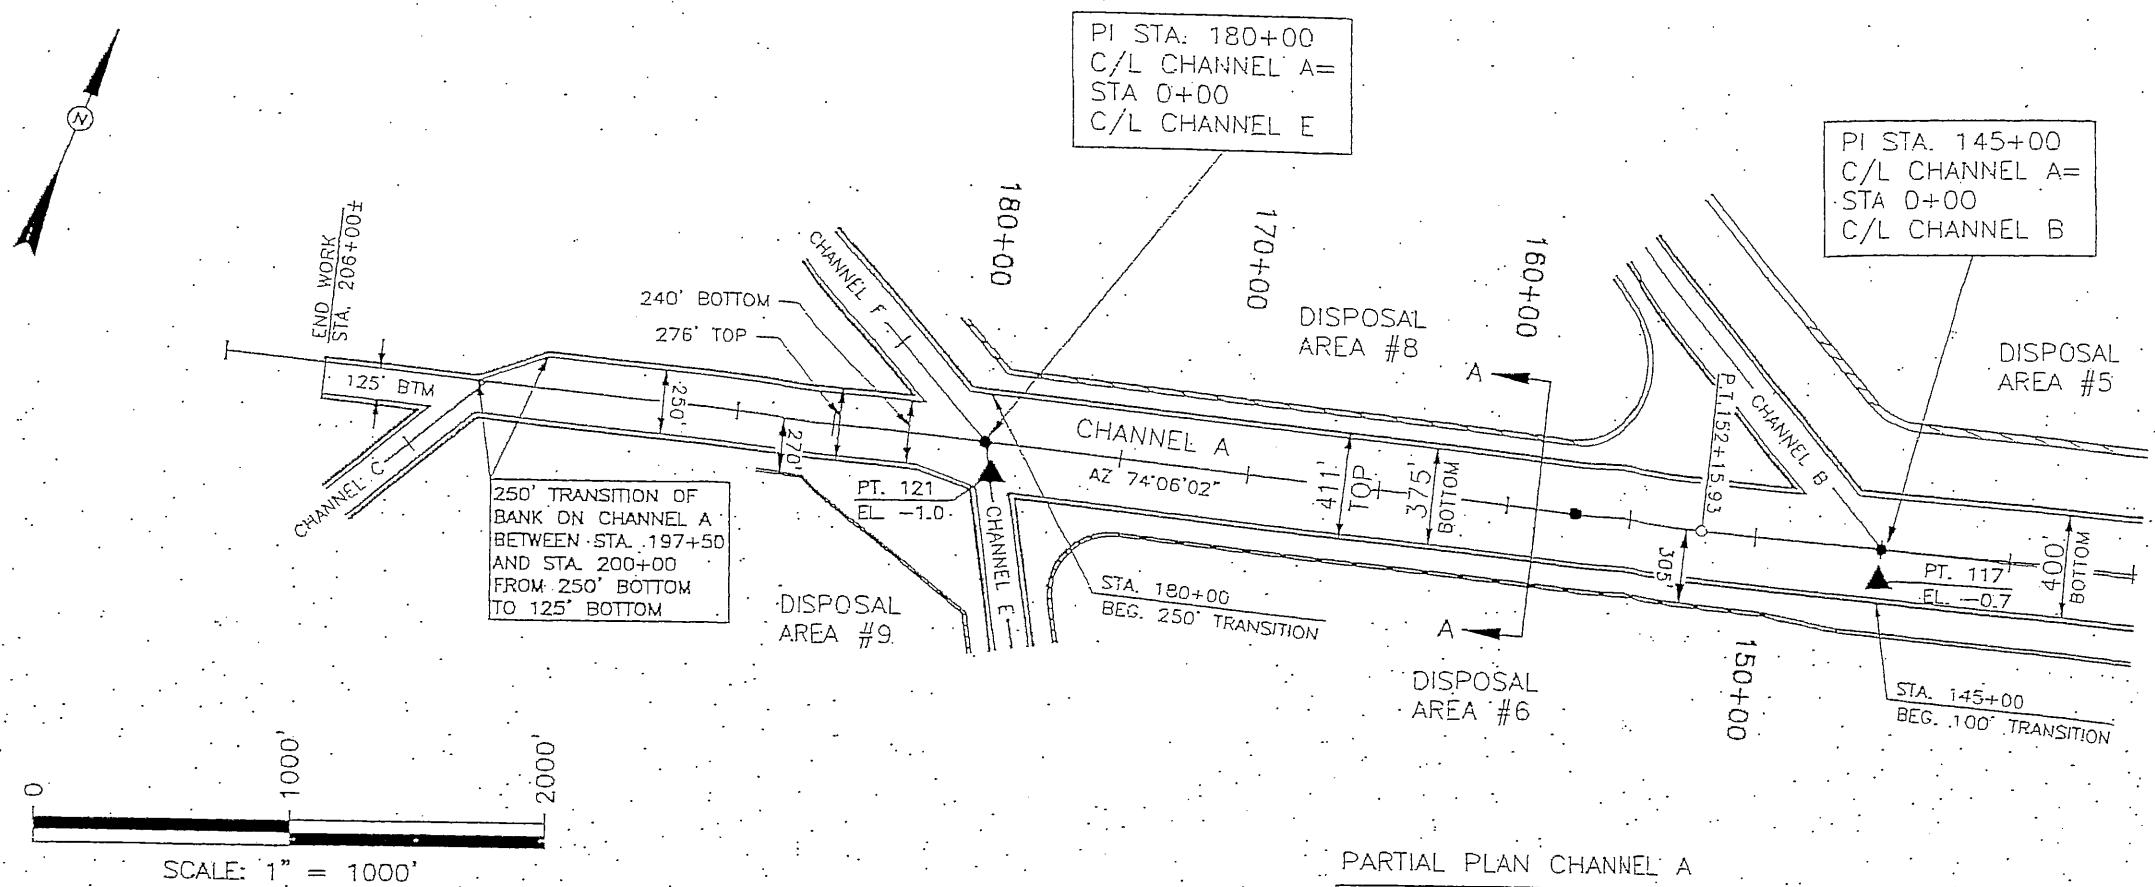 PI STA. 180+00
C/L CHANNEL A=
STA 0+00
C/L CHANNEL E
PI STA. 145+00
C/L CHANNEL A=
STA 0+00
C/L CHANNEL B
N
END WORK
STA. 206+00±
CHANNEL F
180+00
170+00
160+00
240' BOTTOM
276' TOP
DISPOSAL
AREA #8
A
DISPOSAL
AREA #5
125' BTM
250'
270'
CHANNEL A
AZ 74°06'02"
411'
TOP
375'
BOTTOM
P.T. 152+15.93
CHANNEL B
305'
400'
BOTTOM
CHANNEL C
250' TRANSITION OF
BANK ON CHANNEL A
BETWEEN STA. 197+50
AND STA. 200+00
FROM 250' BOTTOM
TO 125' BOTTOM
PT. 121
EL -1.0
CHANNEL E
PT. 117
EL. -0.7
DISPOSAL
AREA #9
STA. 180+00
BEG. 250' TRANSITION
A
DISPOSAL
AREA #6
150+00
STA. 145+00
BEG. 100' TRANSITION
0
1000'
2000'
SCALE: 1" = 1000'
PARTIAL PLAN CHANNEL A